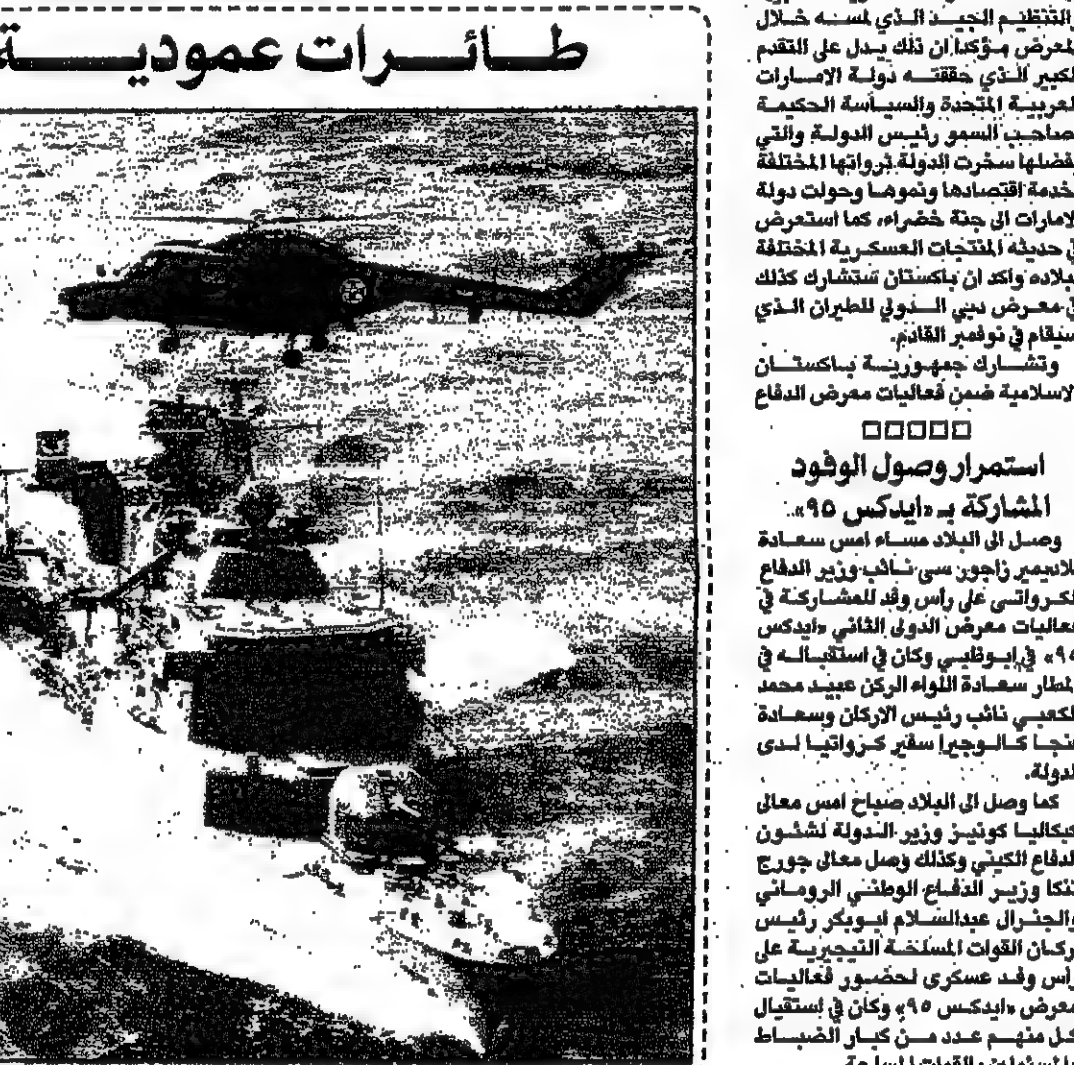 طائرات عمودية
التنظيم الجيد الذي لمسه خلال
المعرض مؤكدا ان ذلك يدل على التقدم
الكبير الذي حققته دولة الامارات
العربية المتحدة والسياسة الحكيمة
لصاحب السمو رئيس الدولة والتي
بفضلها سخرت الدولة ثرواتها المختلفة
لخدمة اقتصادها ونموها وحولت دولة
الامارات الى جنة خضراء، كما استعرض
في حديثه المنتجات العسكرية المختلفة
لبلاده واكد ان باكستان ستشارك كذلك
في معرض دبي الدولي للطيران الذي
سيقام في نوفمبر القادم.
وتشارك جمهورية باكستان
الاسلامية ضمن فعاليات معرض الدفاع
استمرار وصول الوفود
المشاركة بـ «ايدكس ٩٥»
وصل الى البلاد مساء امس سعادة
فلاديمير زاجور سي نائب وزير الدفاع
الكرواتي على رأس وفد للمشاركة في
فعاليات معرض الدولى الثاني «ايدكس
٩٥» في ابوظبي وكان في استقباله في
المطار سعادة اللواء الركن عبيد محمد
الكعبي نائب رئيس الاركان وسعادة
كالوجيرا سفير كرواتيا لدى
الدولة.
كما وصل الى البلاد صباح امس معالى
كونيز وزير الدولة لشئون
الدفاع الكيني وكذلك وصل معالى جورج
تنكا وزير الدفاع الوطني الروماني
والجنرال عبدالسلام ابوبكر رئيس
اركان القوات المسلحة النيجيرية على
رأس وفد عسكرى لحضور فعاليات
معرض «ايدكس ٩٥» وكان في استقبال
كل منهم عدد من كبار الضباط